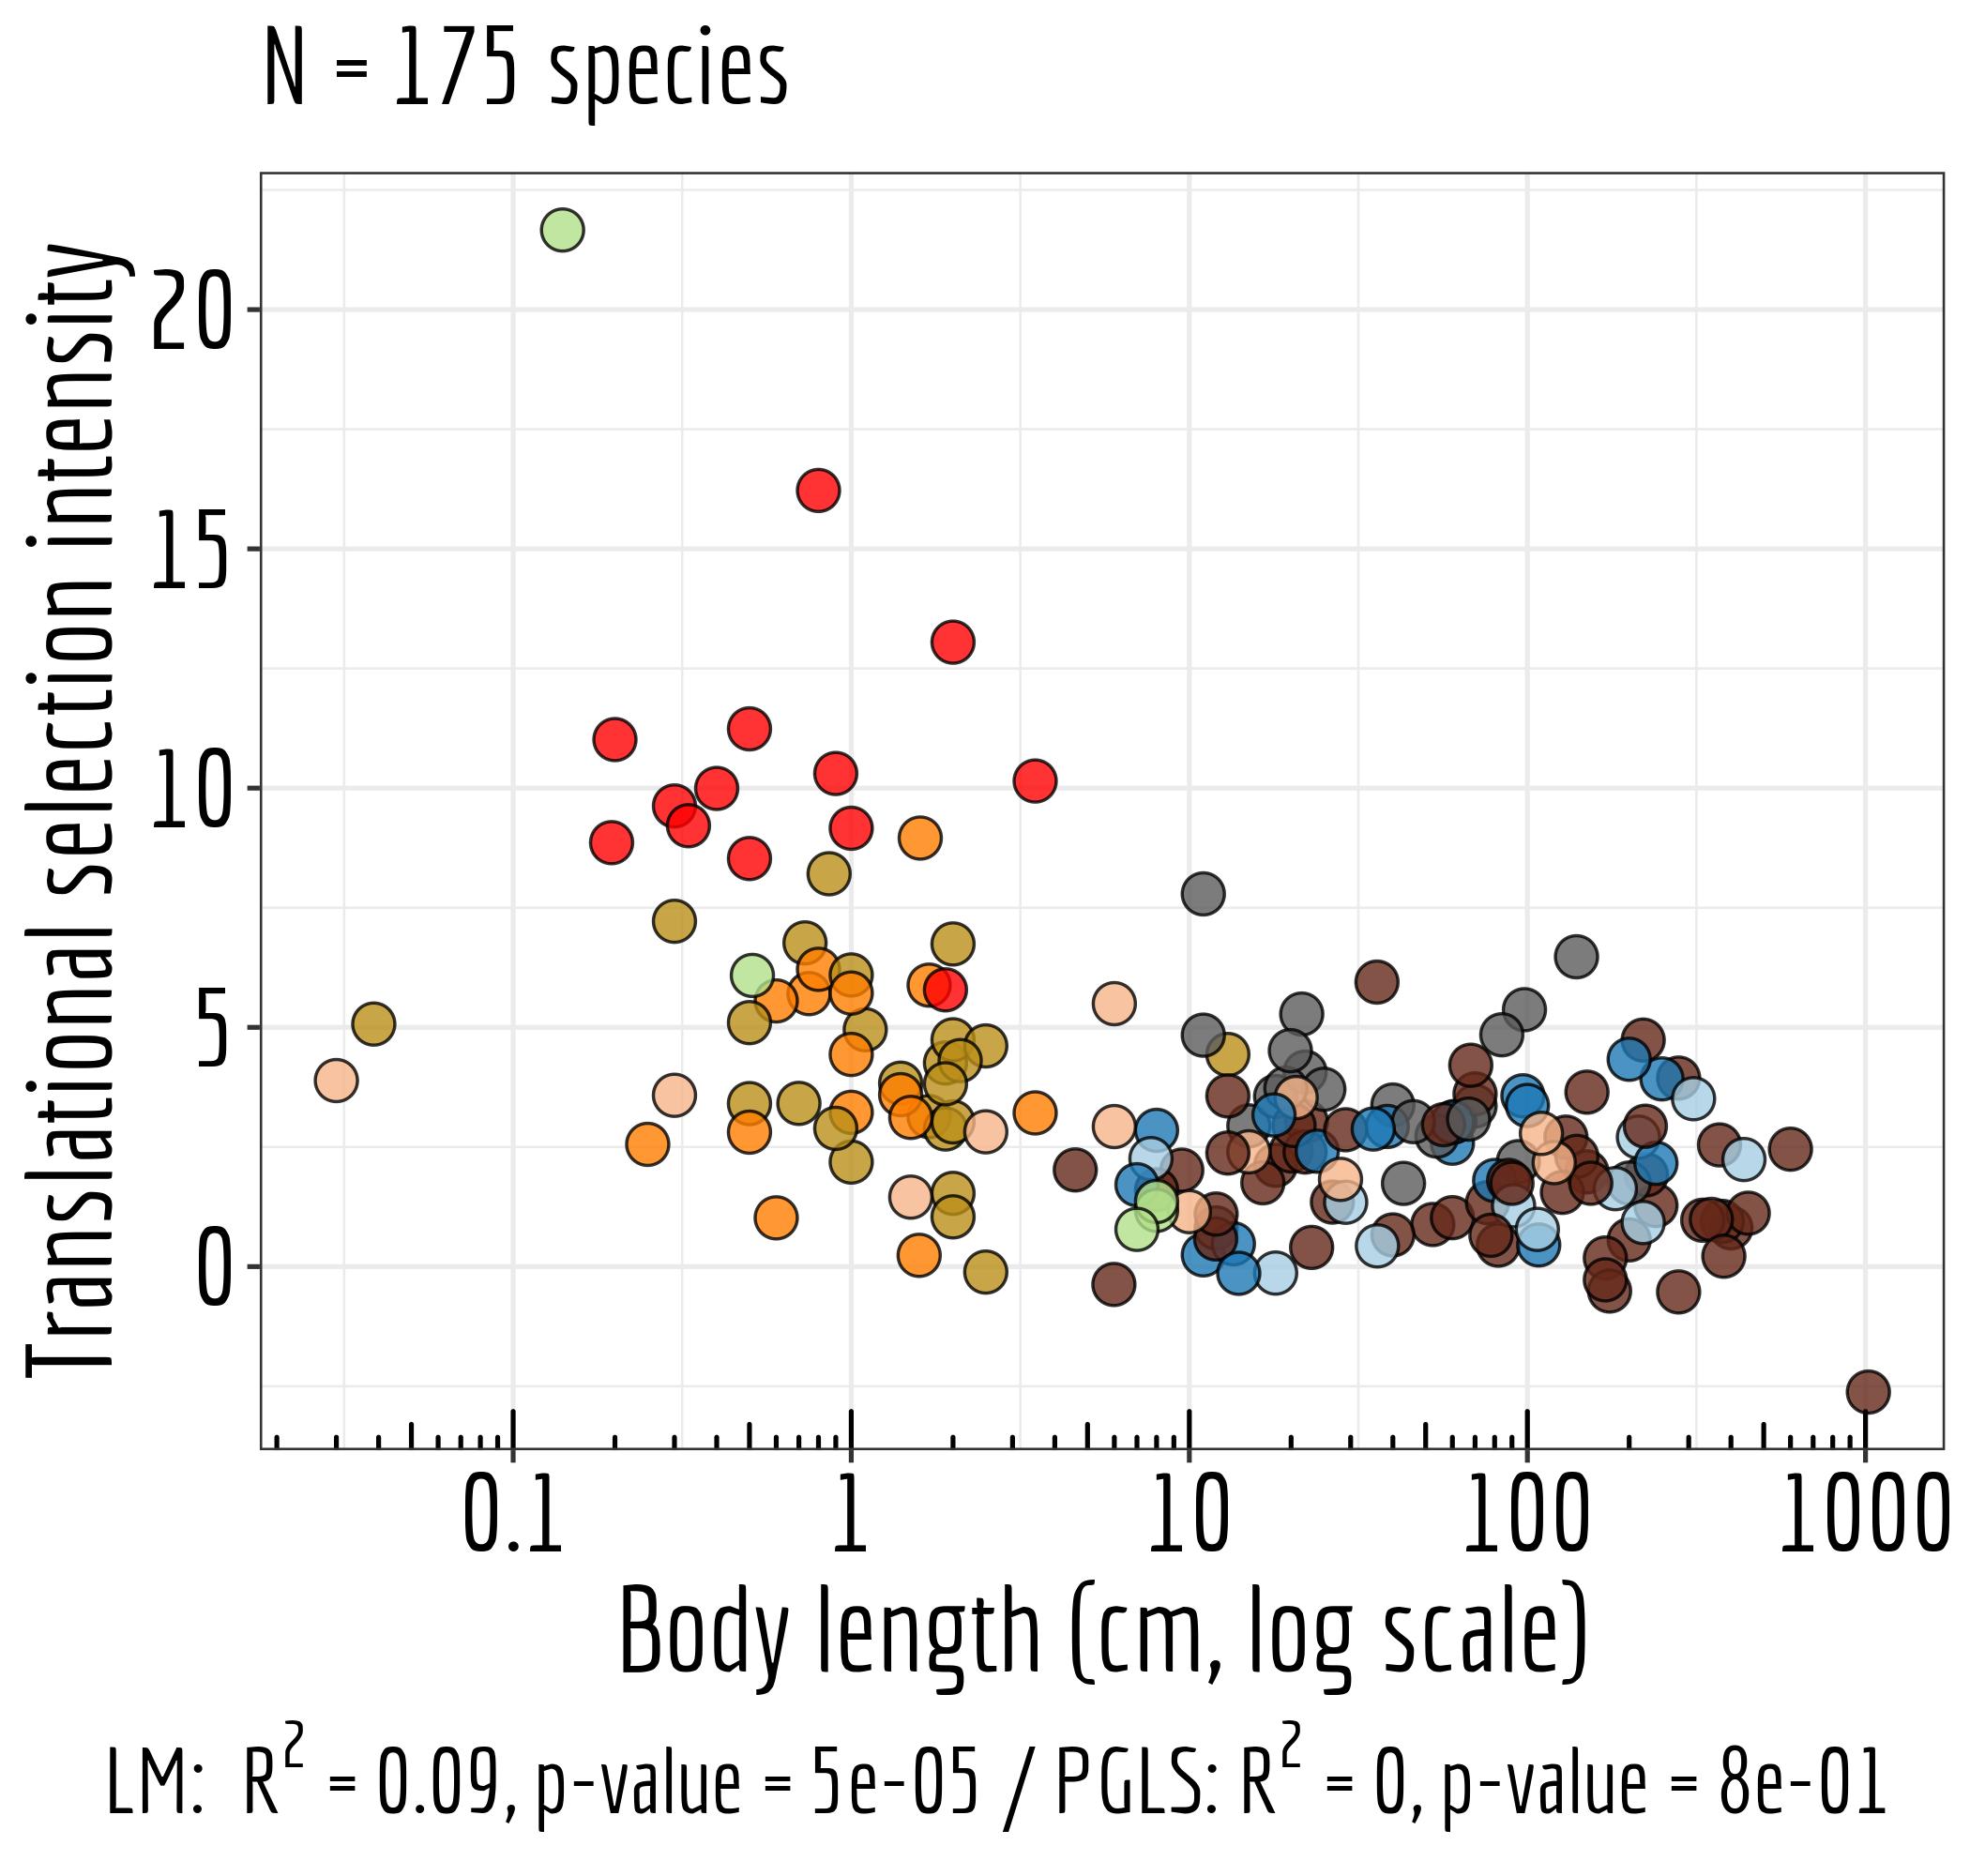 N = 175 species
Translational selection intensity
20
15
10
5
0
0.1 1 10 100 1000
Body length (cm, log scale)
LM: R² = 0.09, p-value = 5e-05 / PGLS: R² = 0, p-value = 8e-01